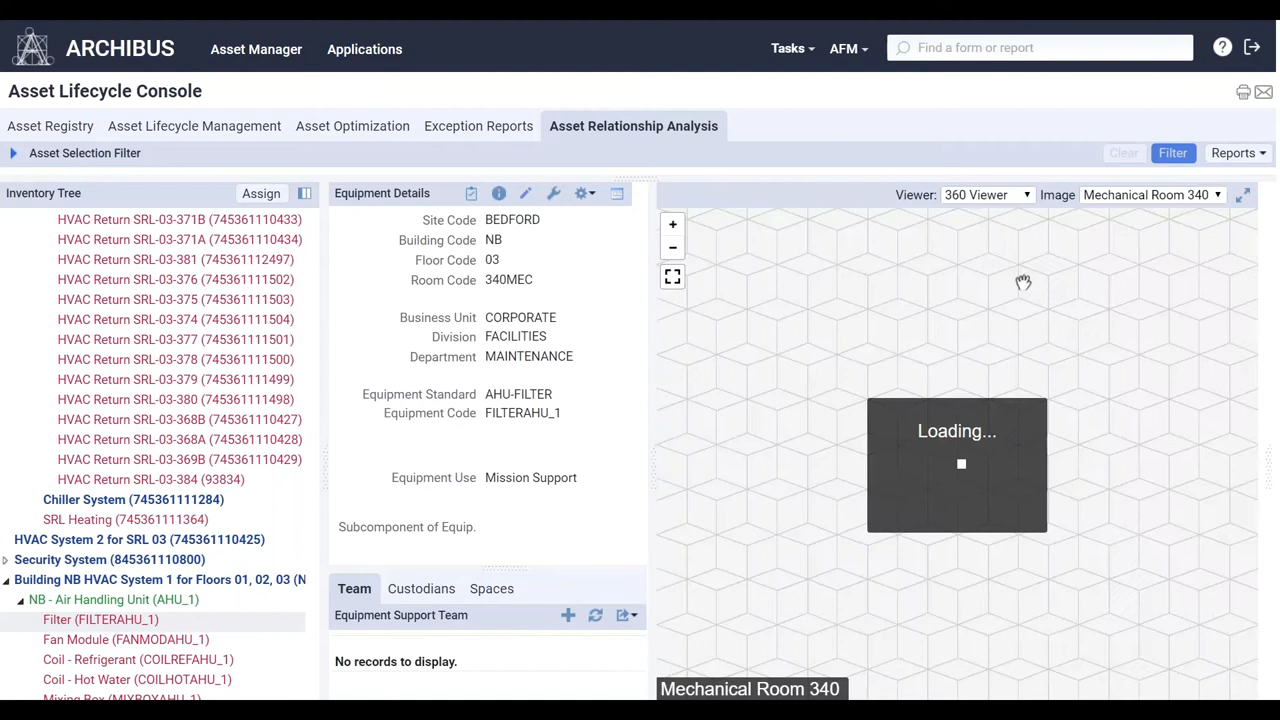 ARCHIBUS
Asset Manager
Applications
Tasks
AFM
Find a form or report
?
Asset Lifecycle Console
Asset Registry
Asset Lifecycle Management
Asset Optimization
Exception Reports
Asset Relationship Analysis
Asset Selection Filter
Clear
Filter
Reports
Inventory Tree
Assign
HVAC Return SRL-03-371B (745361110433)
HVAC Return SRL-03-371A (745361110434)
HVAC Return SRL-03-381 (745361112497)
HVAC Return SRL-03-376 (745361111502)
HVAC Return SRL-03-375 (745361111503)
HVAC Return SRL-03-374 (745361111504)
HVAC Return SRL-03-377 (745361111501)
HVAC Return SRL-03-378 (745361111500)
HVAC Return SRL-03-379 (745361111499)
HVAC Return SRL-03-380 (745361111498)
HVAC Return SRL-03-368B (745361110427)
HVAC Return SRL-03-368A (745361110428)
HVAC Return SRL-03-369B (745361110429)
HVAC Return SRL-03-384 (93834)
Chiller System (745361111284)
SRL Heating (745361111364)
HVAC System 2 for SRL 03 (745361110425)
Security System (845361110800)
Building NB HVAC System 1 for Floors 01, 02, 03 (N
NB - Air Handling Unit (AHU_1)
Filter (FILTERAHU_1)
Fan Module (FANMODAHU_1)
Coil - Refrigerant (COILREFAHU_1)
Coil - Hot Water (COILHOTAHU_1)
Mixing Box (MIXBOXAHU_1)
Equipment Details
Site Code BEDFORD
Building Code NB
Floor Code 03
Room Code 340MEC
Business Unit CORPORATE
Division FACILITIES
Department MAINTENANCE
Equipment Standard AHU-FILTER
Equipment Code FILTERAHU_1
Equipment Use Mission Support
Subcomponent of Equip.
Team
Custodians
Spaces
Equipment Support Team
No records to display.
Viewer: 360 Viewer
Image Mechanical Room 340
+
−
Loading...
Mechanical Room 340